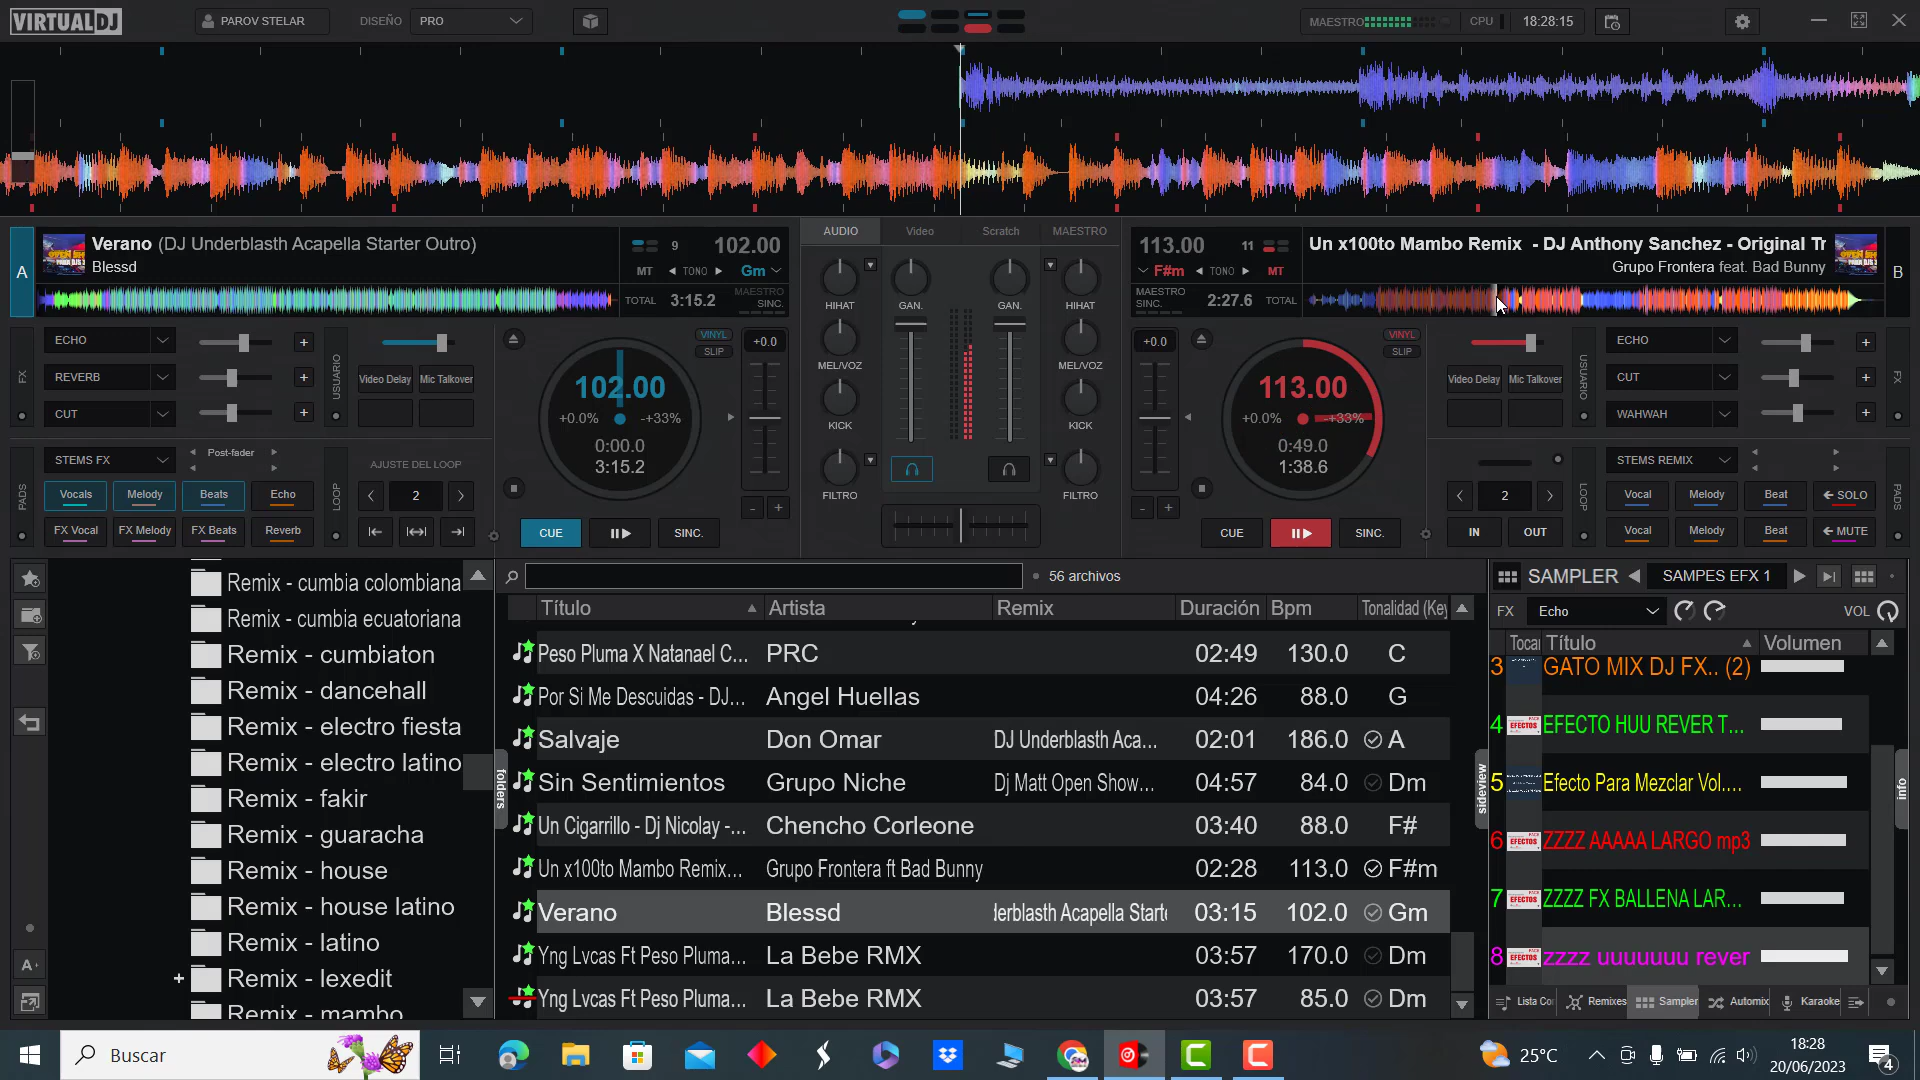 VIRTUALDJ
PAROV STELAR
DISEÑO
PRO
MAESTRO
CPU
18:28:15
A
Verano (DJ Underblasth Acapella Starter Outro)
Blessd
9
102.00
MT
TONO
Gm
TOTAL
3:15.2
MAESTRO
SINC.
AUDIO
Video
Scratch
MAESTRO
113.00
11
F#m
TONO
MT
MAESTRO
SINC.
2:27.6
TOTAL
Un x100to Mambo Remix - DJ Anthony Sanchez - Original Tr
Grupo Frontera feat. Bad Bunny
B
FX
ECHO
REVERB
CUT
USUARIO
Video Delay
Mic Talkover
VINYL
SLIP
+0.0
102.00
+0.0%
-+33%
0:00.0
3:15.2
HIHAT
MEL/VOZ
KICK
FILTRO
GAN.
GAN.
HIHAT
MEL/VOZ
KICK
FILTRO
+0.0
113.00
+0.0%
-+33%
0:49.0
1:38.6
VINYL
SLIP
Video Delay
Mic Talkover
USUARIO
ECHO
CUT
WAHWAH
FX
PADS
STEMS FX
Post-fader
Vocals
Melody
Beats
Echo
FX Vocal
FX Melody
FX Beats
Reverb
LOOP
AJUSTE DEL LOOP
2
CUE
SINC.
CUE
SINC.
2
IN
OUT
LOOP
STEMS REMIX
Vocal
Melody
Beat
SOLO
Vocal
Melody
Beat
MUTE
PADS
Remix - cumbia colombiana
Remix - cumbia ecuatoriana
Remix - cumbiaton
Remix - dancehall
Remix - electro fiesta
Remix - electro latino
Remix - fakir
Remix - guaracha
Remix - house
Remix - house latino
Remix - latino
+ Remix - lexedit
Remix - mambo
folders
56 archivos
Título Artista Remix Duración Bpm Tonalidad (Key
Peso Pluma X Natanael C... PRC 02:49 130.0 C
Por Si Me Descuidas - DJ... Angel Huellas 04:26 88.0 G
Salvaje Don Omar DJ Underblasth Aca... 02:01 186.0 A
Sin Sentimientos Grupo Niche Dj Matt Open Show... 04:57 84.0 Dm
Un Cigarrillo - Dj Nicolay -... Chencho Corleone 03:40 88.0 F#
Un x100to Mambo Remix... Grupo Frontera ft Bad Bunny 02:28 113.0 F#m
Verano Blessd lerblasth Acapella Starte 03:15 102.0 Gm
Yng Lvcas Ft Peso Pluma... La Bebe RMX 03:57 170.0 Dm
Yng Lvcas Ft Peso Pluma... La Bebe RMX 03:57 85.0 Dm
sideview
SAMPLER
SAMPES EFX 1
FX
Echo
VOL
Tocar Título Volumen
3 GATO MIX DJ FX.. (2)
4 EFECTO HUU REVER T...
5 Efecto Para Mezclar Vol....
6 ZZZZ AAAAA LARGO mp3
7 ZZZZ FX BALLENA LAR...
8 zzzz uuuuuuu rever
info
Lista Co
Remixes
Sampler
Automix
Karaoke
Buscar
25°C
18:28
20/06/2023
4